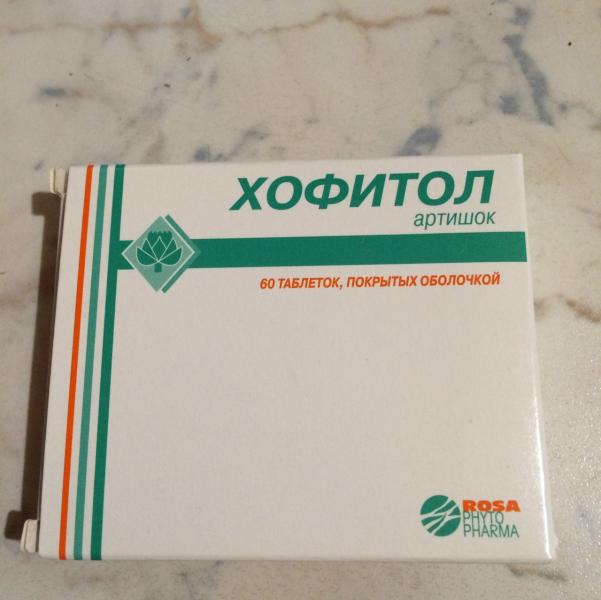 ХОФИТОЛ
артишок
60 ТАБЛЕТОК, ПОКРЫТЫХ ОБОЛОЧКОЙ
ROSA
PHYTO
PHARMA